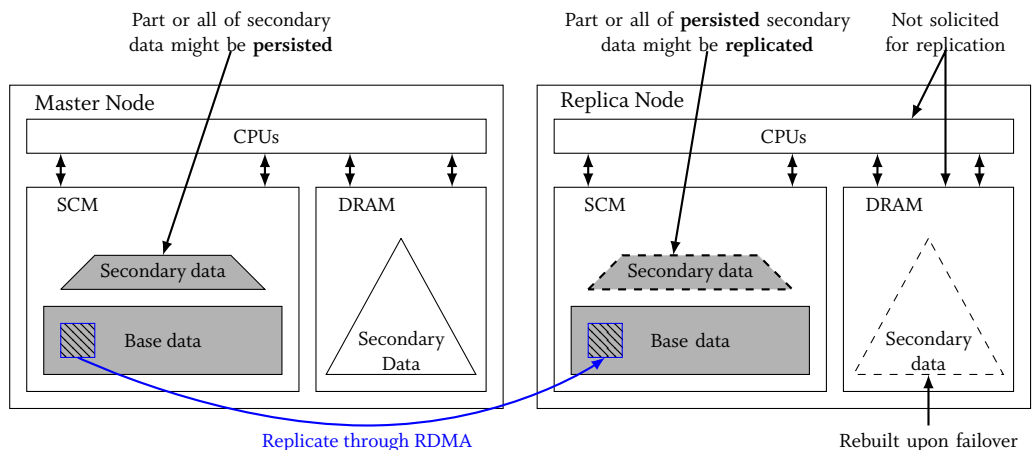 Part or all of secondary
data might be persisted
Part or all of persisted secondary
data might be replicated
Not solicited
for replication
Master Node
CPUs
SCM
DRAM
Secondary data
Base data
Secondary
Data
Replica Node
CPUs
SCM
DRAM
Secondary data
Base data
Secondary
data
Replicate through RDMA
Rebuilt upon failover